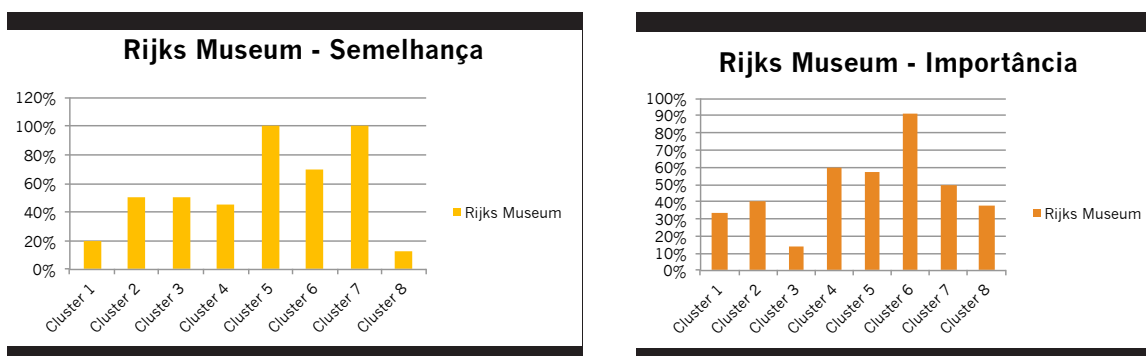 Rijks Museum - Semelhança
120%
100%
80%
60%
40%
20%
0%
Cluster 1
Cluster 2
Cluster 3
Cluster 4
Cluster 5
Cluster 6
Cluster 7
Cluster 8
Rijks Museum
Rijks Museum - Importância
100%
90%
80%
70%
60%
50%
40%
30%
20%
10%
0%
Cluster 1
Cluster 2
Cluster 3
Cluster 4
Cluster 5
Cluster 6
Cluster 7
Cluster 8
Rijks Museum